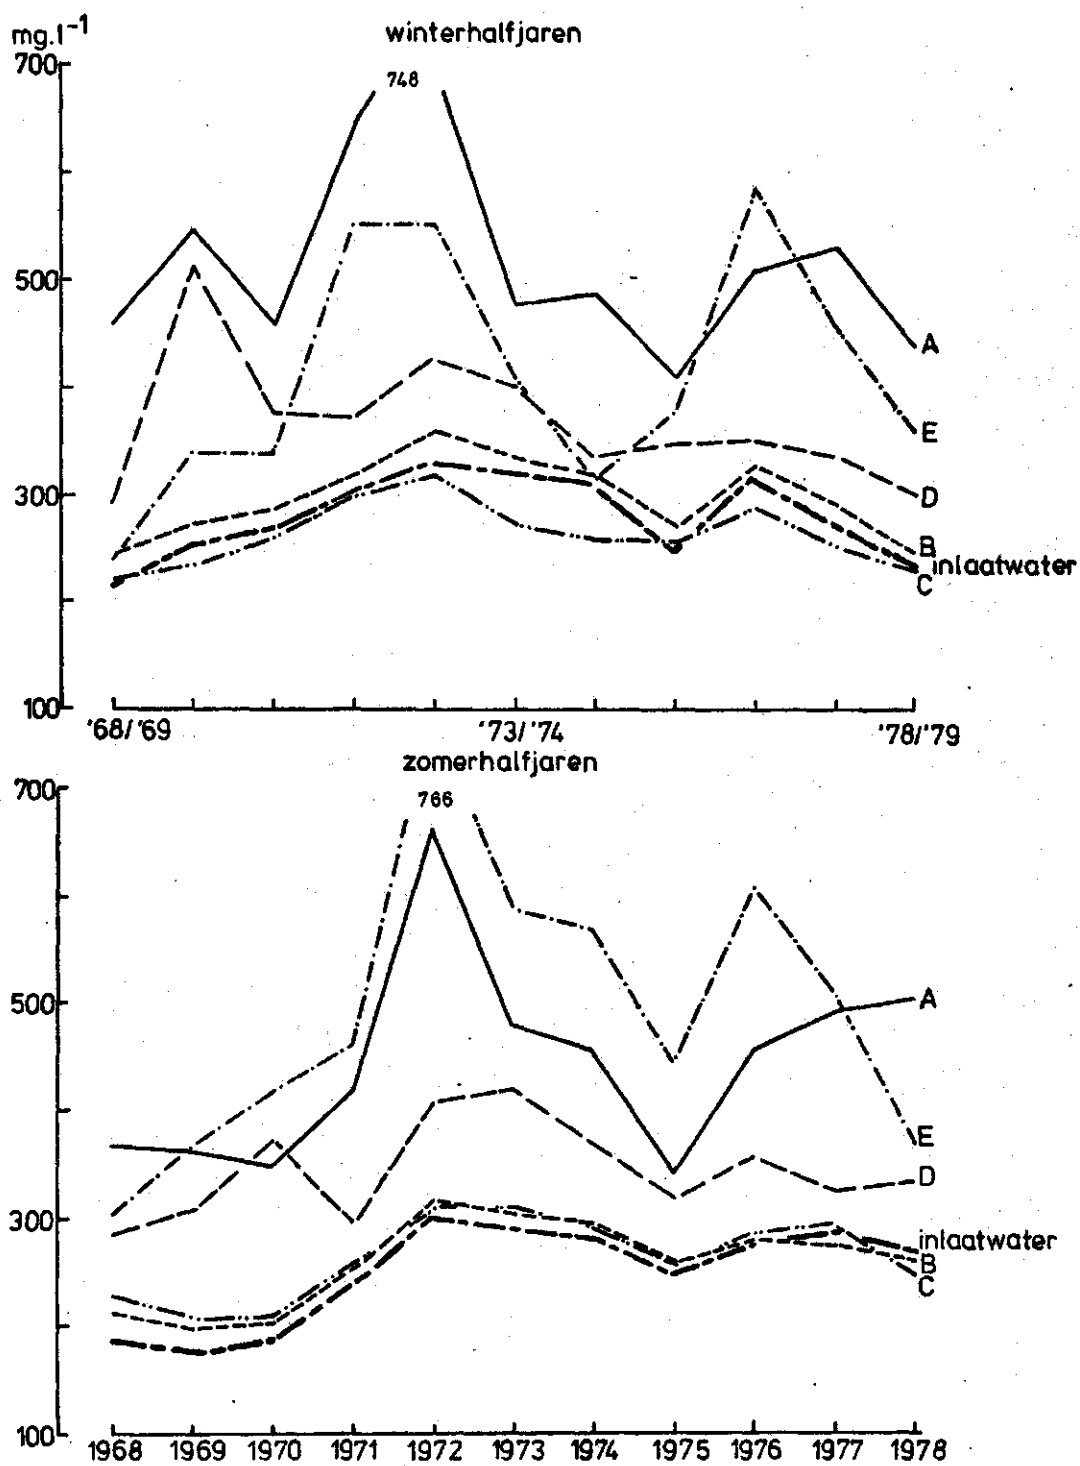 mg.l⁻¹
winterhalfjaren
700
748
500
A
E
300
D
B
inlaatwater
C
100
'68/'69 '73/'74 '78/'79
zomerhalfjaren
700
766
500
A
E
D
300
inlaatwater
B
C
100
1968 1969 1970 1971 1972 1973 1974 1975 1976 1977 1978